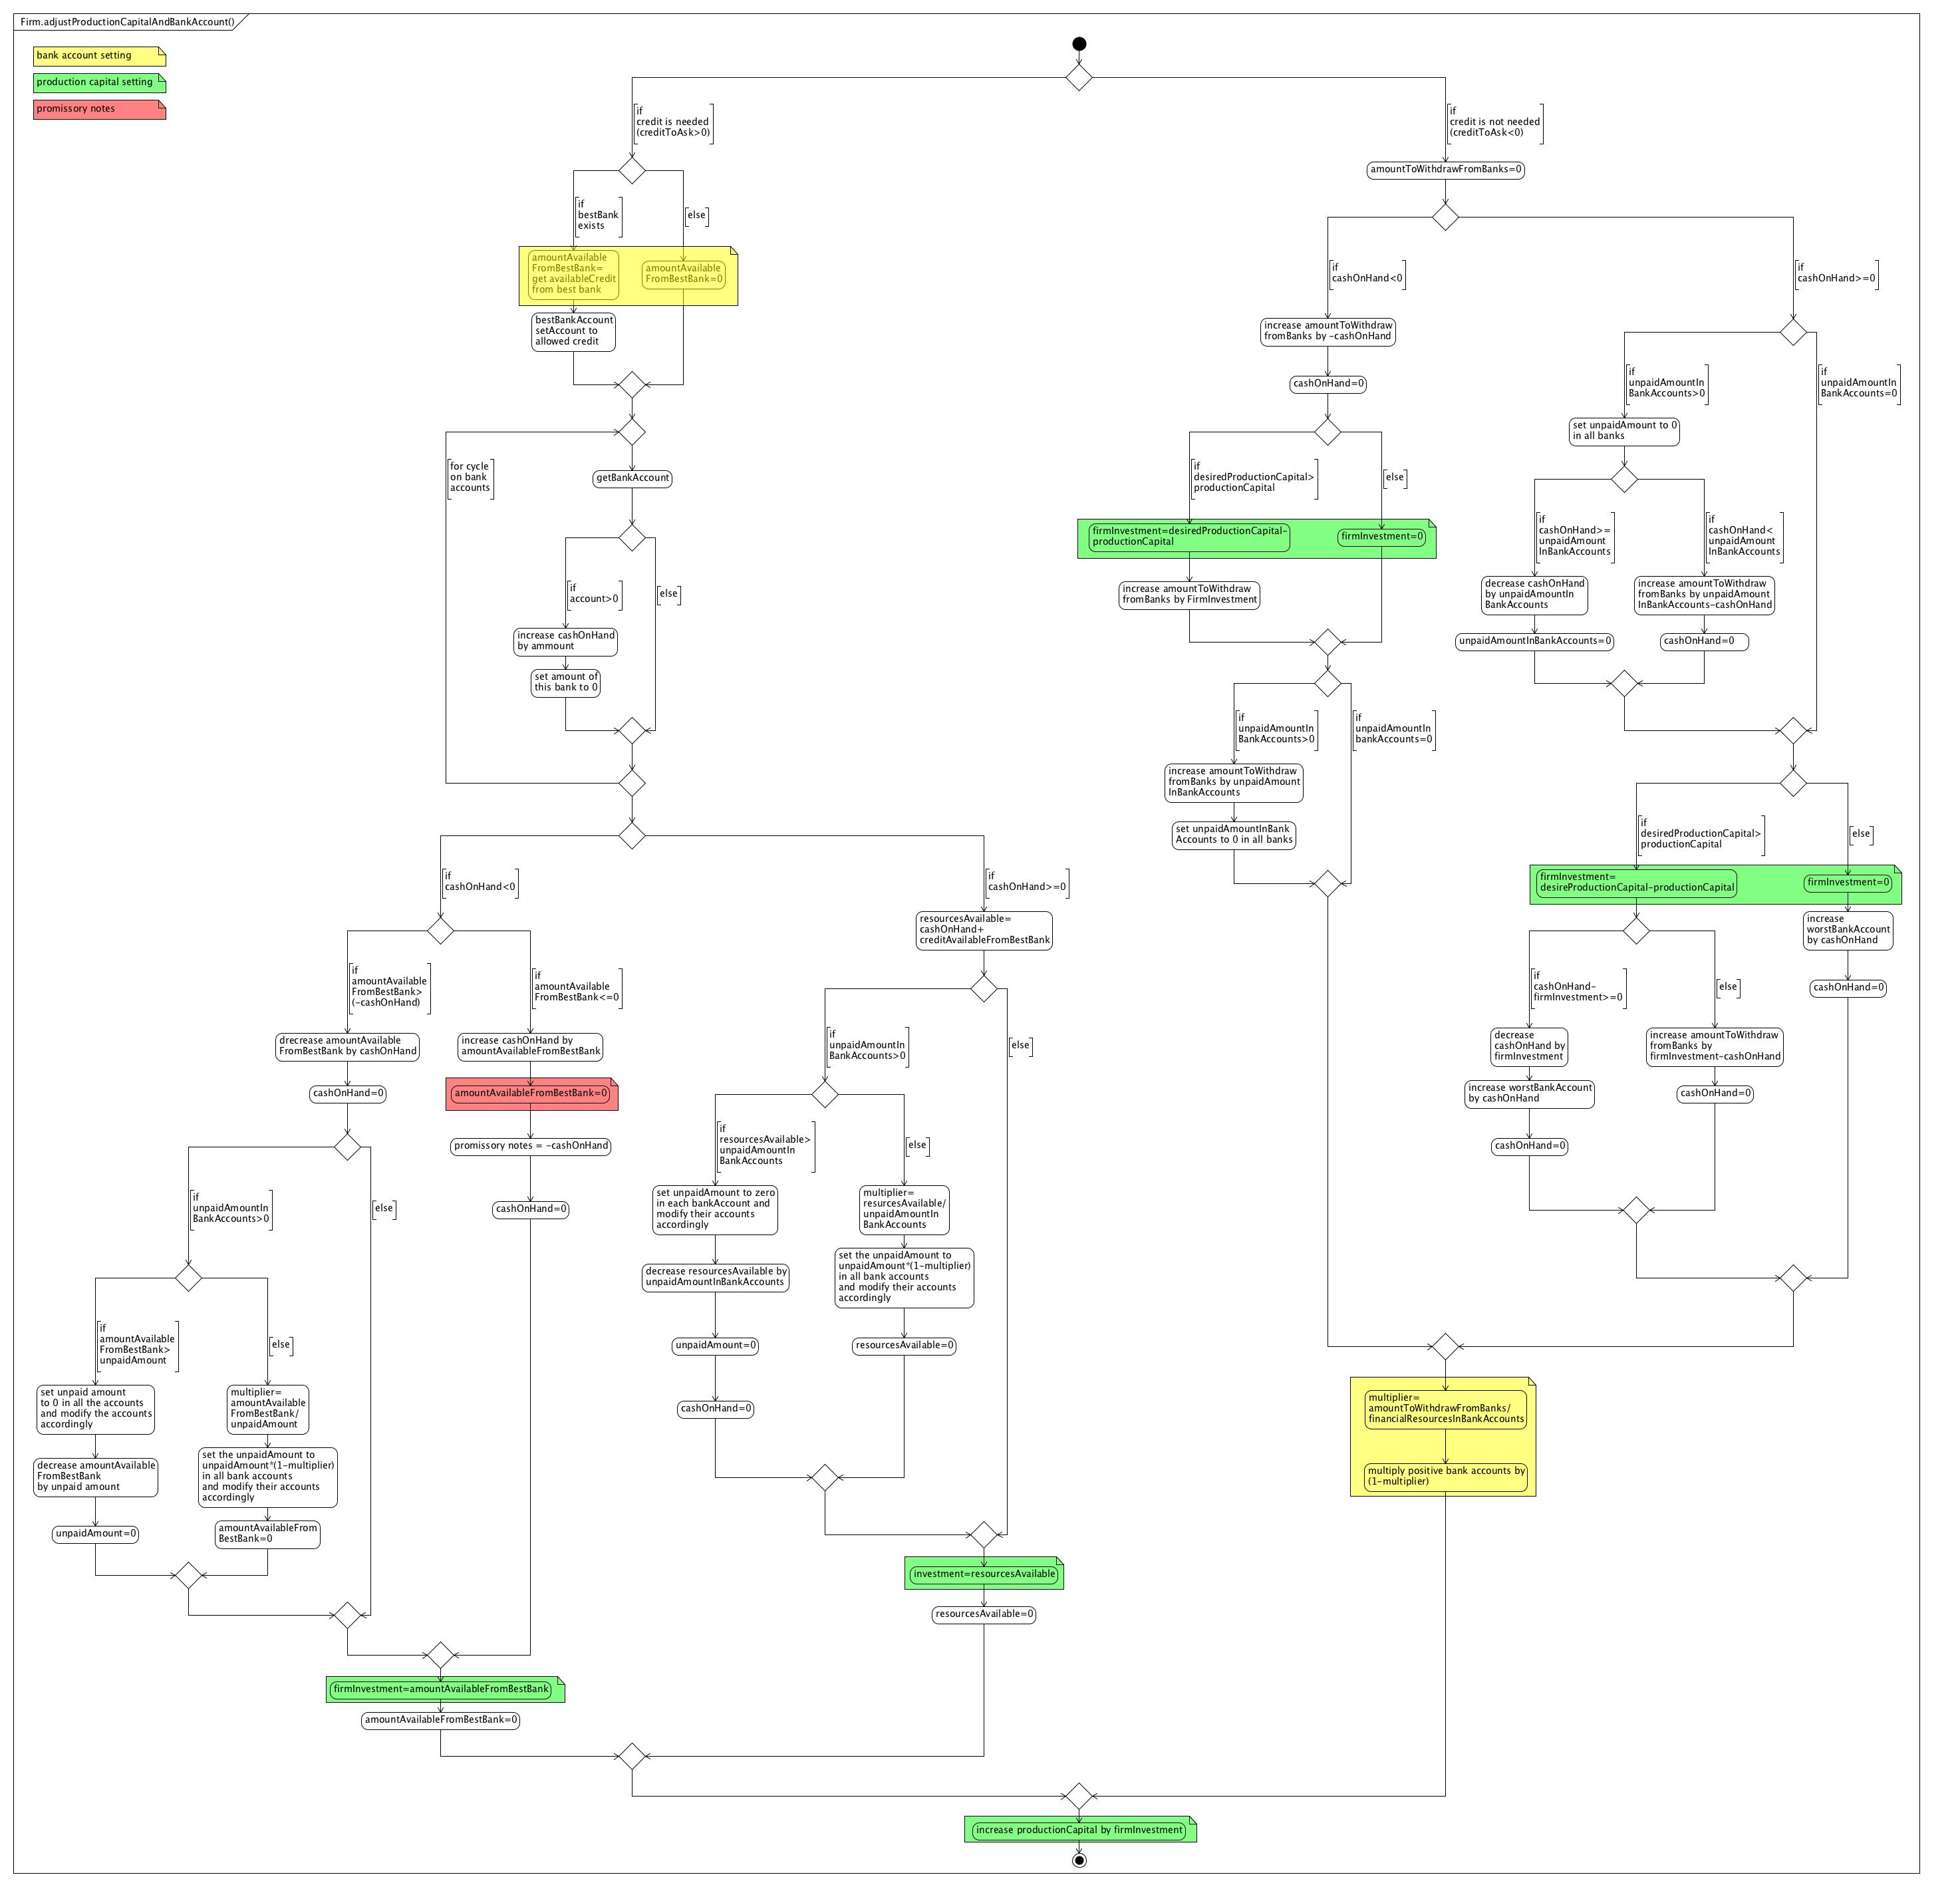 Firm.adjustProductionCapitalAndBankAccount()
bank account setting
production capital setting
promissory notes
if
credit is needed
(creditToAsk>0)
if
credit is not needed
(creditToAsk<0)
amountToWithdrawFromBanks=0
if
bestBank
exists
else
amountAvailable
FromBestBank=
get availableCredit
from best bank
amountAvailable
FromBestBank=0
bestBankAccount
setAccount to
allowed credit
for cycle
on bank
accounts
getBankAccount
if
account>0
else
increase cashOnHand
by ammount
set amount of
this bank to 0
if
cashOnHand<0
if
cashOnHand>=0
if
amountAvailable
FromBestBank>
(-cashOnHand)
if
amountAvailable
FromBestBank<=0
drecrease amountAvailable
FromBestBank by cashOnHand
cashOnHand=0
increase cashOnHand by
amountAvailableFromBestBank
amountAvailableFromBestBank=0
promissory notes = -cashOnHand
cashOnHand=0
if
unpaidAmountIn
BankAccounts>0
else
if
amountAvailable
FromBestBank>
unpaidAmount
else
set unpaid amount
to 0 in all the accounts
and modify the accounts
accordingly
decrease amountAvailable
FromBestBank
by unpaid amount
unpaidAmount=0
multiplier=
amountAvailable
FromBestBank/
unpaidAmount
set the unpaidAmount to
unpaidAmount*(1-multiplier)
in all bank accounts
and modify their accounts
accordingly
amountAvailableFrom
BestBank=0
firmInvestment=amountAvailableFromBestBank
amountAvailableFromBestBank=0
resourcesAvailable=
cashOnHand+
creditAvailableFromBestBank
if
unpaidAmountIn
BankAccounts>0
else
if
resourcesAvailable>
unpaidAmountIn
BankAccounts
else
set unpaidAmount to zero
in each bankAccount and
modify their accounts
accordingly
decrease resourcesAvailable by
unpaidAmountInBankAccounts
unpaidAmount=0
cashOnHand=0
multiplier=
resurcesAvailable/
unpaidAmountIn
BankAccounts
set the unpaidAmount to
unpaidAmount*(1-multiplier)
in all bank accounts
and modify their accounts
accordingly
resourcesAvailable=0
investment=resourcesAvailable
resourcesAvailable=0
if
cashOnHand<0
if
cashOnHand>=0
increase amountToWithdraw
fromBanks by -cashOnHand
cashOnHand=0
if
desiredProductionCapital>
productionCapital
else
firmInvestment=desiredProductionCapital-
productionCapital
firmInvestment=0
increase amountToWithdraw
fromBanks by FirmInvestment
if
unpaidAmountIn
BankAccounts>0
if
unpaidAmountIn
bankAccounts=0
increase amountToWithdraw
fromBanks by unpaidAmount
InBankAccounts
set unpaidAmountInBank
Accounts to 0 in all banks
if
unpaidAmountIn
BankAccounts>0
if
unpaidAmountIn
BankAccounts=0
set unpaidAmount to 0
in all banks
if
cashOnHand>=
unpaidAmount
InBankAccounts
if
cashOnHand<
unpaidAmount
InBankAccounts
decrease cashOnHand
by unpaidAmountIn
BankAccounts
unpaidAmountInBankAccounts=0
increase amountToWithdraw
fromBanks by unpaidAmount
InBankAccounts-cashOnHand
cashOnHand=0
if
desiredProductionCapital>
productionCapital
else
firmInvestment=
desireProductionCapital-productionCapital
firmInvestment=0
increase
worstBankAccount
by cashOnHand
cashOnHand=0
if
cashOnHand-
firmInvestment>=0
else
decrease
cashOnHand by
firmInvestment
increase worstBankAccount
by cashOnHand
cashOnHand=0
increase amountToWithdraw
fromBanks by
firmInvestment-cashOnHand
cashOnHand=0
multiplier=
amountToWithdrawFromBanks/
financialResourcesInBankAccounts
multiply positive bank accounts by
(1-multiplier)
increase productionCapital by firmInvestment